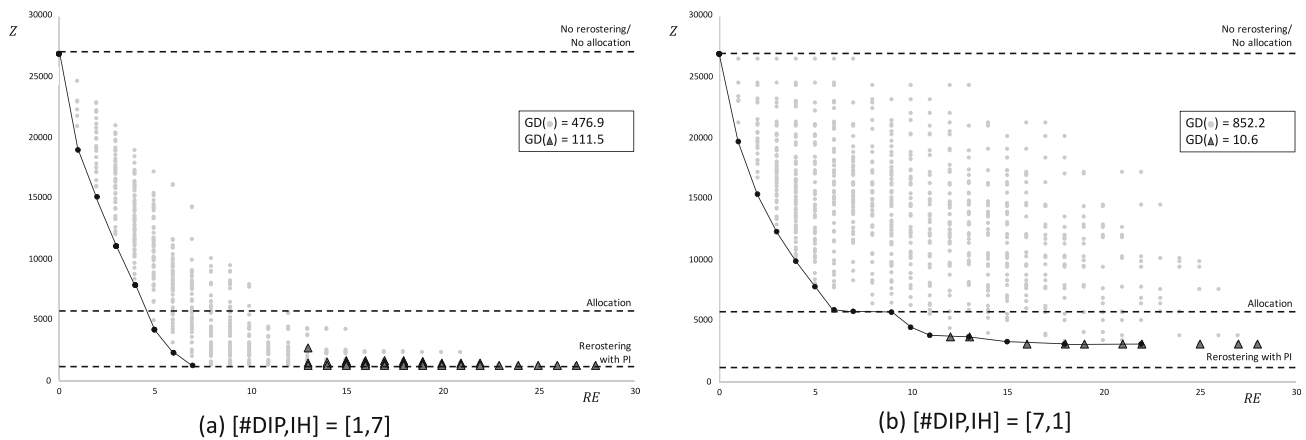 30000
Z
No rerostering/
No allocation
25000
GD(●) = 476.9
GD(▲) = 111.5
20000
15000
10000
Allocation
5000
Rerostering
with PI
0
0 5 10 15 20 25 30
RE
(a) [#DIP,IH] = [1,7]
30000
Z
No rerostering/
No allocation
25000
GD(●) = 852.2
GD(▲) = 10.6
20000
15000
10000
Allocation
5000
Rerostering with PI
0
0 5 10 15 20 25 30
RE
(b) [#DIP,IH] = [7,1]